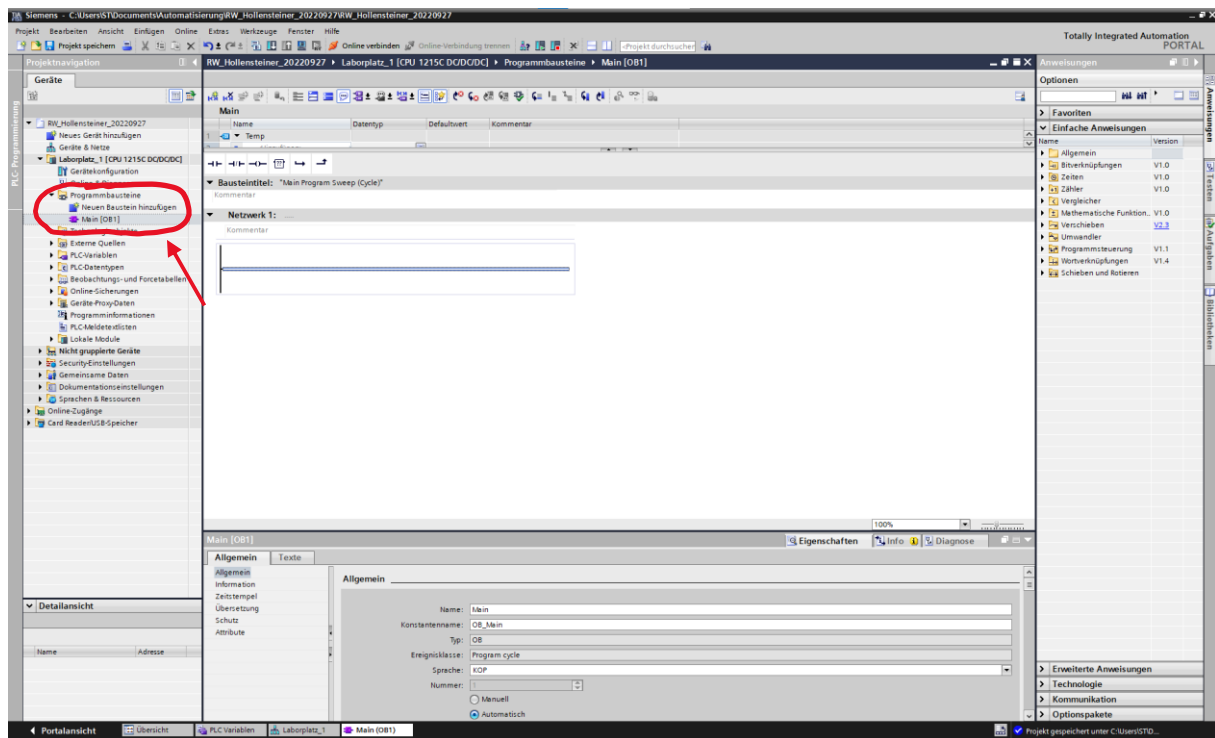 Siemens - C:\Users\ST\Documents\Automatisierung\RW_Hollensteiner_20220927\RW_Hollensteiner_20220927
Projekt Bearbeiten Ansicht Einfügen Online Extras Werkzeuge Fenster Hilfe
Totally Integrated Automation
PORTAL
Projekt speichern
Online verbinden
Online-Verbindung trennen
<Projekt durchsuchen
Projektnavigation
RW_Hollensteiner_20220927 Laborplatz_1 [CPU 1215C DC/DC/DC] Programmbausteine Main [OB1]
Anweisungen
Geräte
Optionen
PLC-Programmierung
RW_Hollensteiner_20220927
Neues Gerät hinzufügen
Geräte & Netze
Laborplatz_1 [CPU 1215C DC/DC/DC]
Gerätekonfiguration
Programmbausteine
Neuen Baustein hinzufügen
Main [OB1]
Externe Quellen
PLC-Variablen
PLC-Datentypen
Beobachtungs- und Forcetabellen
Online-Sicherungen
Geräte-Proxy-Daten
Programminformationen
PLC-Meldetextlisten
Lokale Module
Nicht gruppierte Geräte
Security-Einstellungen
Gemeinsame Daten
Dokumentationseinstellungen
Sprachen & Ressourcen
Online-Zugänge
Card Reader/USB-Speicher
Detailansicht
Name Adresse
Main
Name Datentyp Defaultwert Kommentar
1 Temp
Bausteintitel: "Main Program Sweep (Cycle)"
Kommentar
Netzwerk 1: ....
Kommentar
100%
Main [OB1]
Eigenschaften Info Diagnose
Allgemein Texte
Allgemein
Information
Zeitstempel
Übersetzung
Schutz
Attribute
Allgemein
Name: Main
Konstantenname: OB_Main
Typ: OB
Ereignisklasse: Program cycle
Sprache: KOP
Nummer: 1
Manuell
Automatisch
Favoriten
Einfache Anweisungen
Name Version
Allgemein
Bitverknüpfungen V1.0
Zeiten V1.0
Zähler V1.0
Vergleicher
Mathematische Funktion.. V1.0
Verschieben V2.3
Umwandler
Programmsteuerung V1.1
Wortverknüpfungen V1.4
Schieben und Rotieren
Erweiterte Anweisungen
Technologie
Kommunikation
Optionspakete
Anweisungen
Testen
Aufgaben
Bibliotheken
Portalansicht Übersicht PLC Variablen Laborplatz_1 Main (OB1)
Projekt gespeichert unter C:\Users\ST\D...